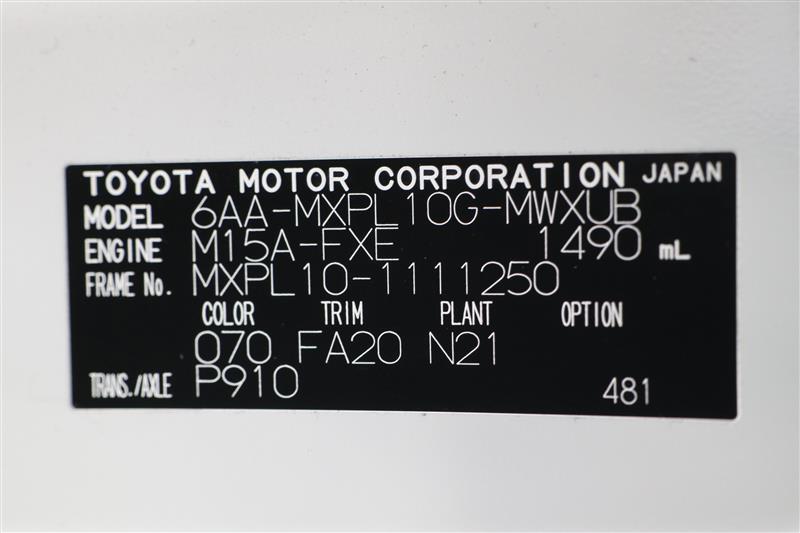 TOYOTA MOTOR CORPORATION JAPAN
MODEL 6AA-MXPL10G-MWXUB
ENGINE M15A-FXE 1490 mL
FRAME No. MXPL10-1111250
COLOR TRIM PLANT OPTION
070 FA20 N21
TRANS./AXLE P910 481